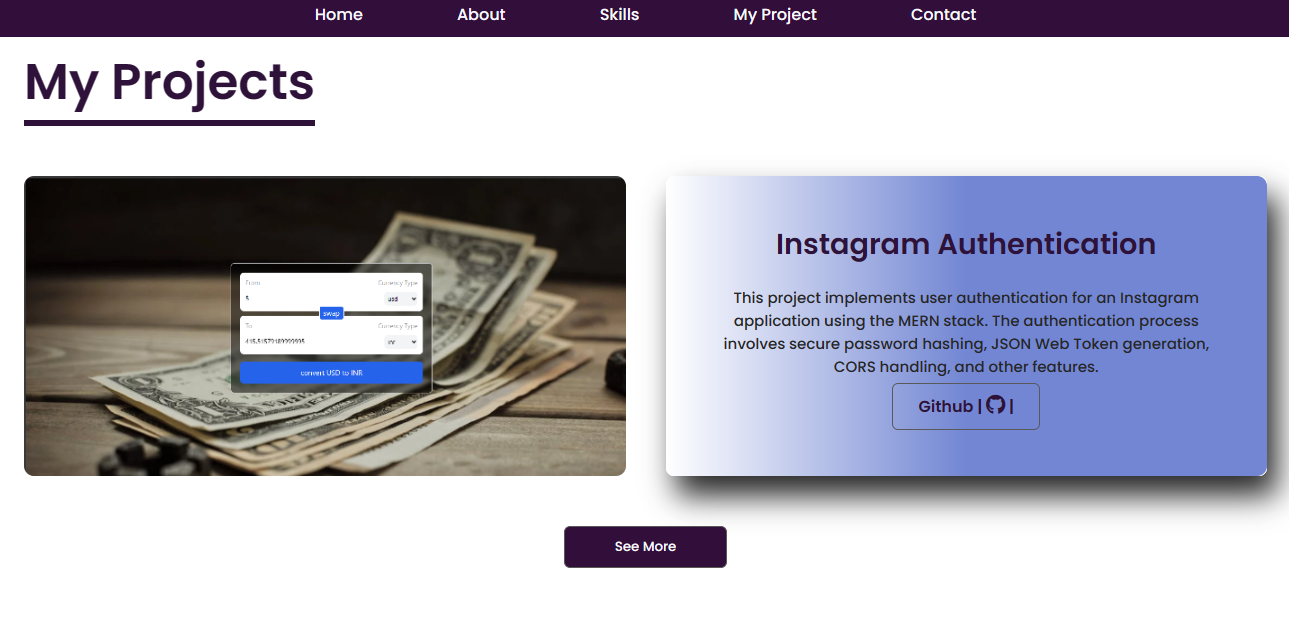 Home About Skills My Project Contact
My Projects
From Currency Type
5 usd
swap
To Currency Type
inr
convert USD to INR
Instagram Authentication
This project implements user authentication for an Instagram
application using the MERN stack. The authentication process
involves secure password hashing, JSON Web Token generation,
CORS handling, and other features.
Github | |
See More